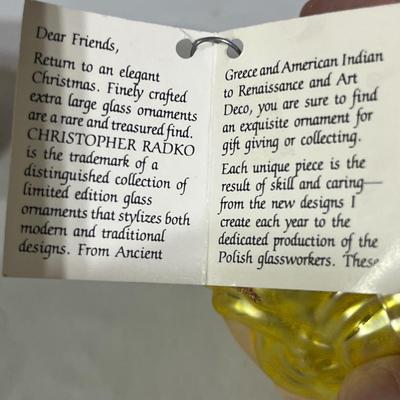 Dear Friends,
Return to an elegant
Christmas. Finely crafted
extra large glass ornaments
are a rare and treasured find.
CHRISTOPHER RADKO
is the trademark of a
distinguished collection of
limited edition glass
ornaments that stylizes both
modern and traditional
designs. From Ancient
Greece and American Indian
to Renaissance and Art
Deco, you are sure to find
an exquisite ornament for
gift giving or collecting.
Each unique piece is the
result of skill and caring—
from the new designs I
create each year to the
dedicated production of the
Polish glassworkers. These